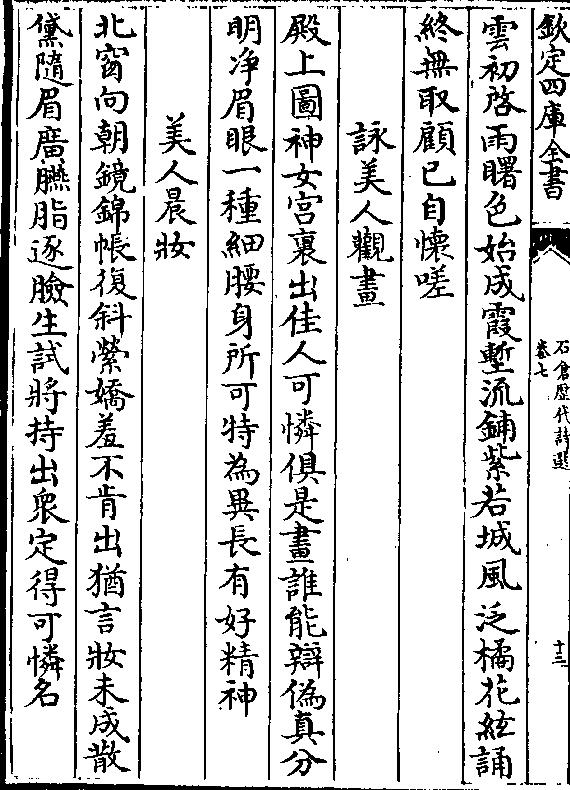 欽定四庫全書
石倉歷代詩選
卷七
十三
雲初啓雨曙色始成霞塹流鋪紫若城風泛橘花絃誦
終無取顧已自懷嗟
詠美人觀畫
殿上圖神女宫裏出佳人可憐俱是畫誰能辯偽真分
明淨眉眼一種細腰身所可特為異長有好精神
美人晨妝
北窗向朝鏡錦帳復斜縈嬌羞不肯出猶言妝未成散
黛隨眉廣臙脂逐臉生試將持出衆定得可憐名